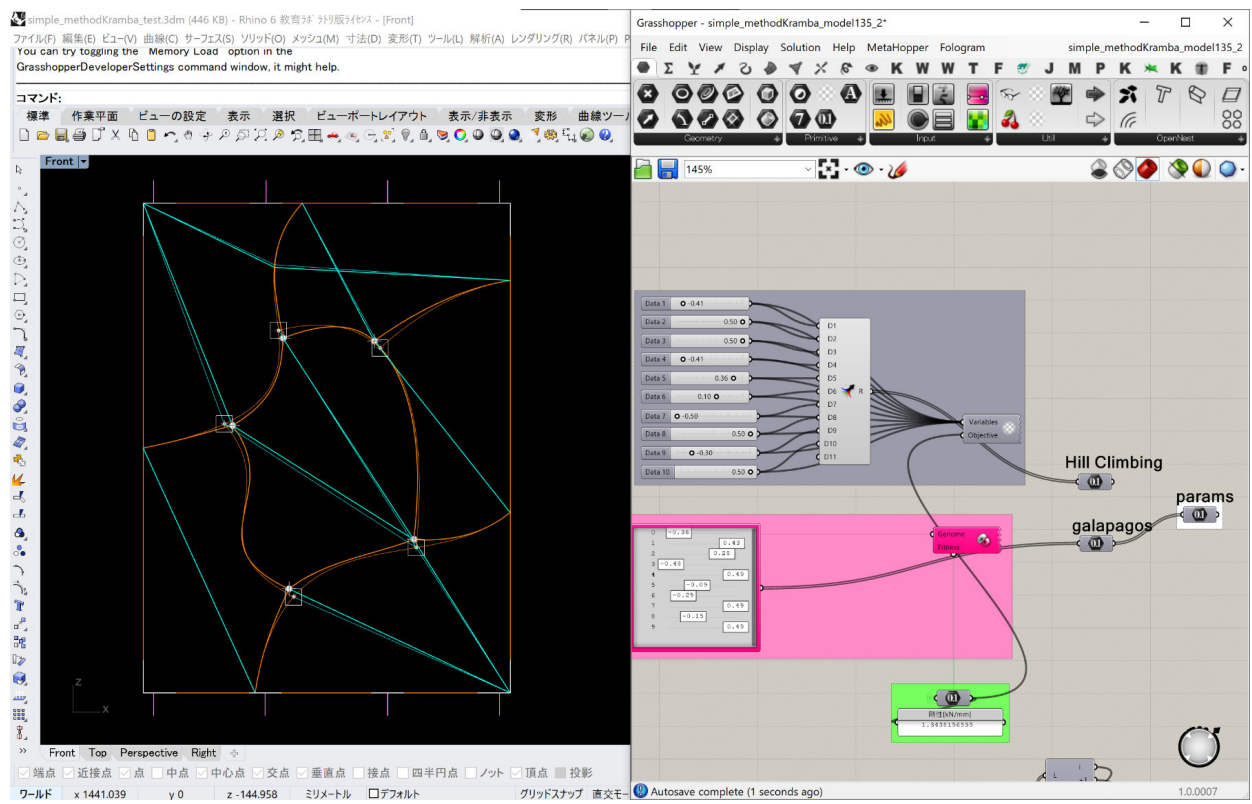 simple_methodKramba_test.3dm (446 KB) - Rhino 6 教育ﾗﾎﾞﾗﾄﾘ版ﾗｲｾﾝｽ - [Front]
ファイル(F) 編集(E) ビュー(V) 曲線(C) サーフェス(S) ソリッド(O) メッシュ(M) 寸法(D) 変形(T) ツール(L) 解析(A) レンダリング(R) パネル(P)
You can try toggling the "Memory Load" option in the
GrasshopperDeveloperSettings command window, it might help.
コマンド:
標準 作業平面 ビューの設定 表示 選択 ビューポートレイアウト 表示/非表示 変形 曲線ツー
Front
z
x
Front Top Perspective Right
端点 近接点 点 中点 中心点 交点 垂直点 接点 四半円点 ノット 頂点 投影
ワールド x 1441.039 y 0 z -144.958 ミリメートル デフォルト グリッドスナップ 直交モー
Grasshopper - simple_methodKramba_model135_2*
File Edit View Display Solution Help MetaHopper Fologram simple_methodKramba_model135_2
K W W T F J M P K K F
Geometry Primitive Input Util OpenNest
145%
Data 1 -0.41
Data 2 0.50
Data 3 0.50
Data 4 -0.41
Data 5 0.36
Data 6 0.10
Data 7 -0.50
Data 8 0.50
Data 9 -0.30
Data 10 0.50
D1
D2
D3
D4
D5
D6 R
D7
D8
D9
D10
D11
Variables
Objective
Hill Climbing
params
galapagos
Genome
Fitness
0 -0.36
1 0.43
2 0.28
3 -0.48
4 0.49
5 -0.09
6 -0.29
7 0.49
8 -0.15
9 0.49
剛性(kN/mm)
1.3438156555
L
Autosave complete (1 seconds ago) 1.0.0007